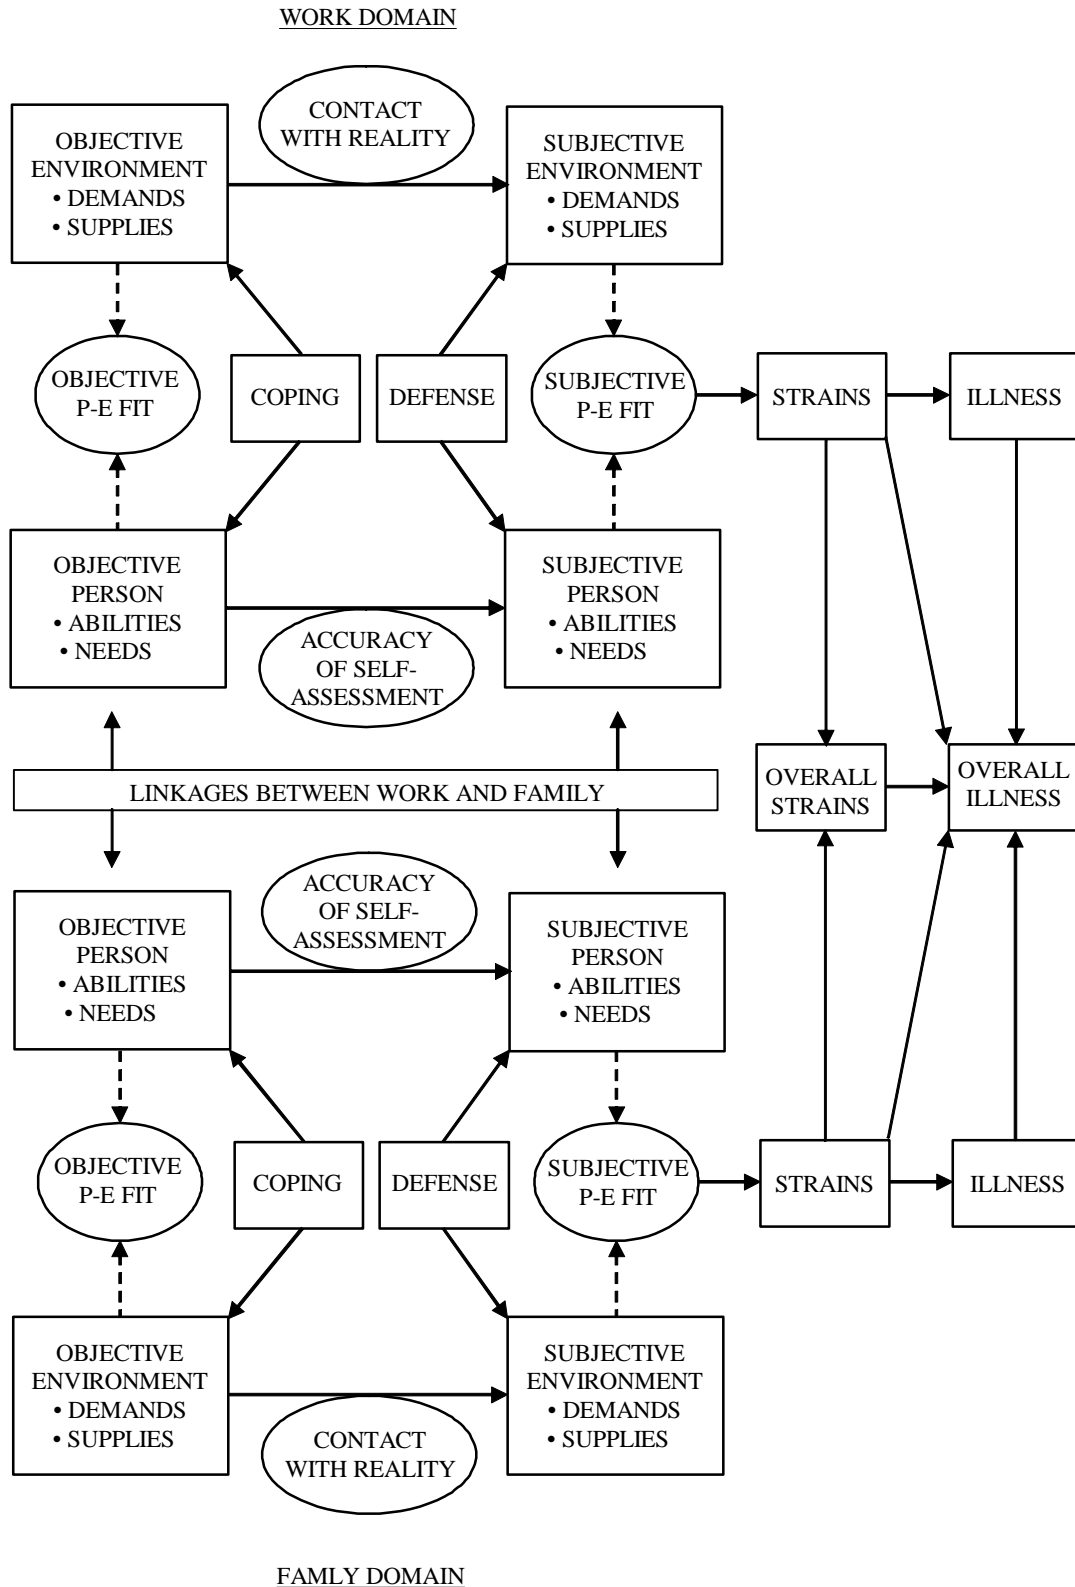 WORK DOMAIN
CONTACT
WITH REALITY
OBJECTIVE
ENVIRONMENT
• DEMANDS
• SUPPLIES
SUBJECTIVE
ENVIRONMENT
• DEMANDS
• SUPPLIES
OBJECTIVE
P-E FIT
COPING
DEFENSE
SUBJECTIVE
P-E FIT
STRAINS
ILLNESS
OBJECTIVE
PERSON
• ABILITIES
• NEEDS
SUBJECTIVE
PERSON
• ABILITIES
• NEEDS
ACCURACY
OF SELF-
ASSESSMENT
LINKAGES BETWEEN WORK AND FAMILY
OVERALL
STRAINS
OVERALL
ILLNESS
ACCURACY
OF SELF-
ASSESSMENT
OBJECTIVE
PERSON
• ABILITIES
• NEEDS
SUBJECTIVE
PERSON
• ABILITIES
• NEEDS
OBJECTIVE
P-E FIT
COPING
DEFENSE
SUBJECTIVE
P-E FIT
STRAINS
ILLNESS
OBJECTIVE
ENVIRONMENT
• DEMANDS
• SUPPLIES
SUBJECTIVE
ENVIRONMENT
• DEMANDS
• SUPPLIES
CONTACT
WITH REALITY
FAMLY DOMAIN